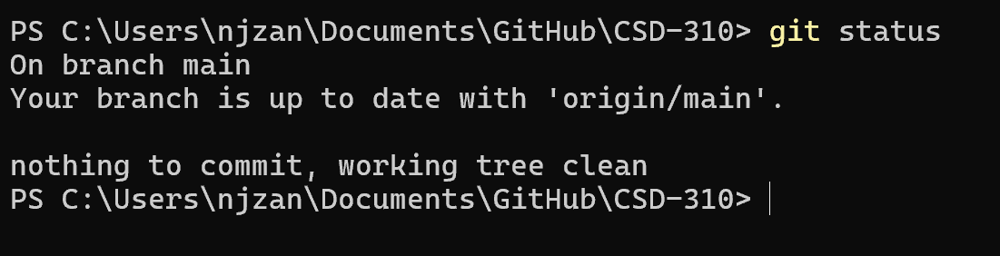 PS C:\Users\njzan\Documents\GitHub\CSD-310> git status
On branch main
Your branch is up to date with 'origin/main'.
nothing to commit, working tree clean
PS C:\Users\njzan\Documents\GitHub\CSD-310>